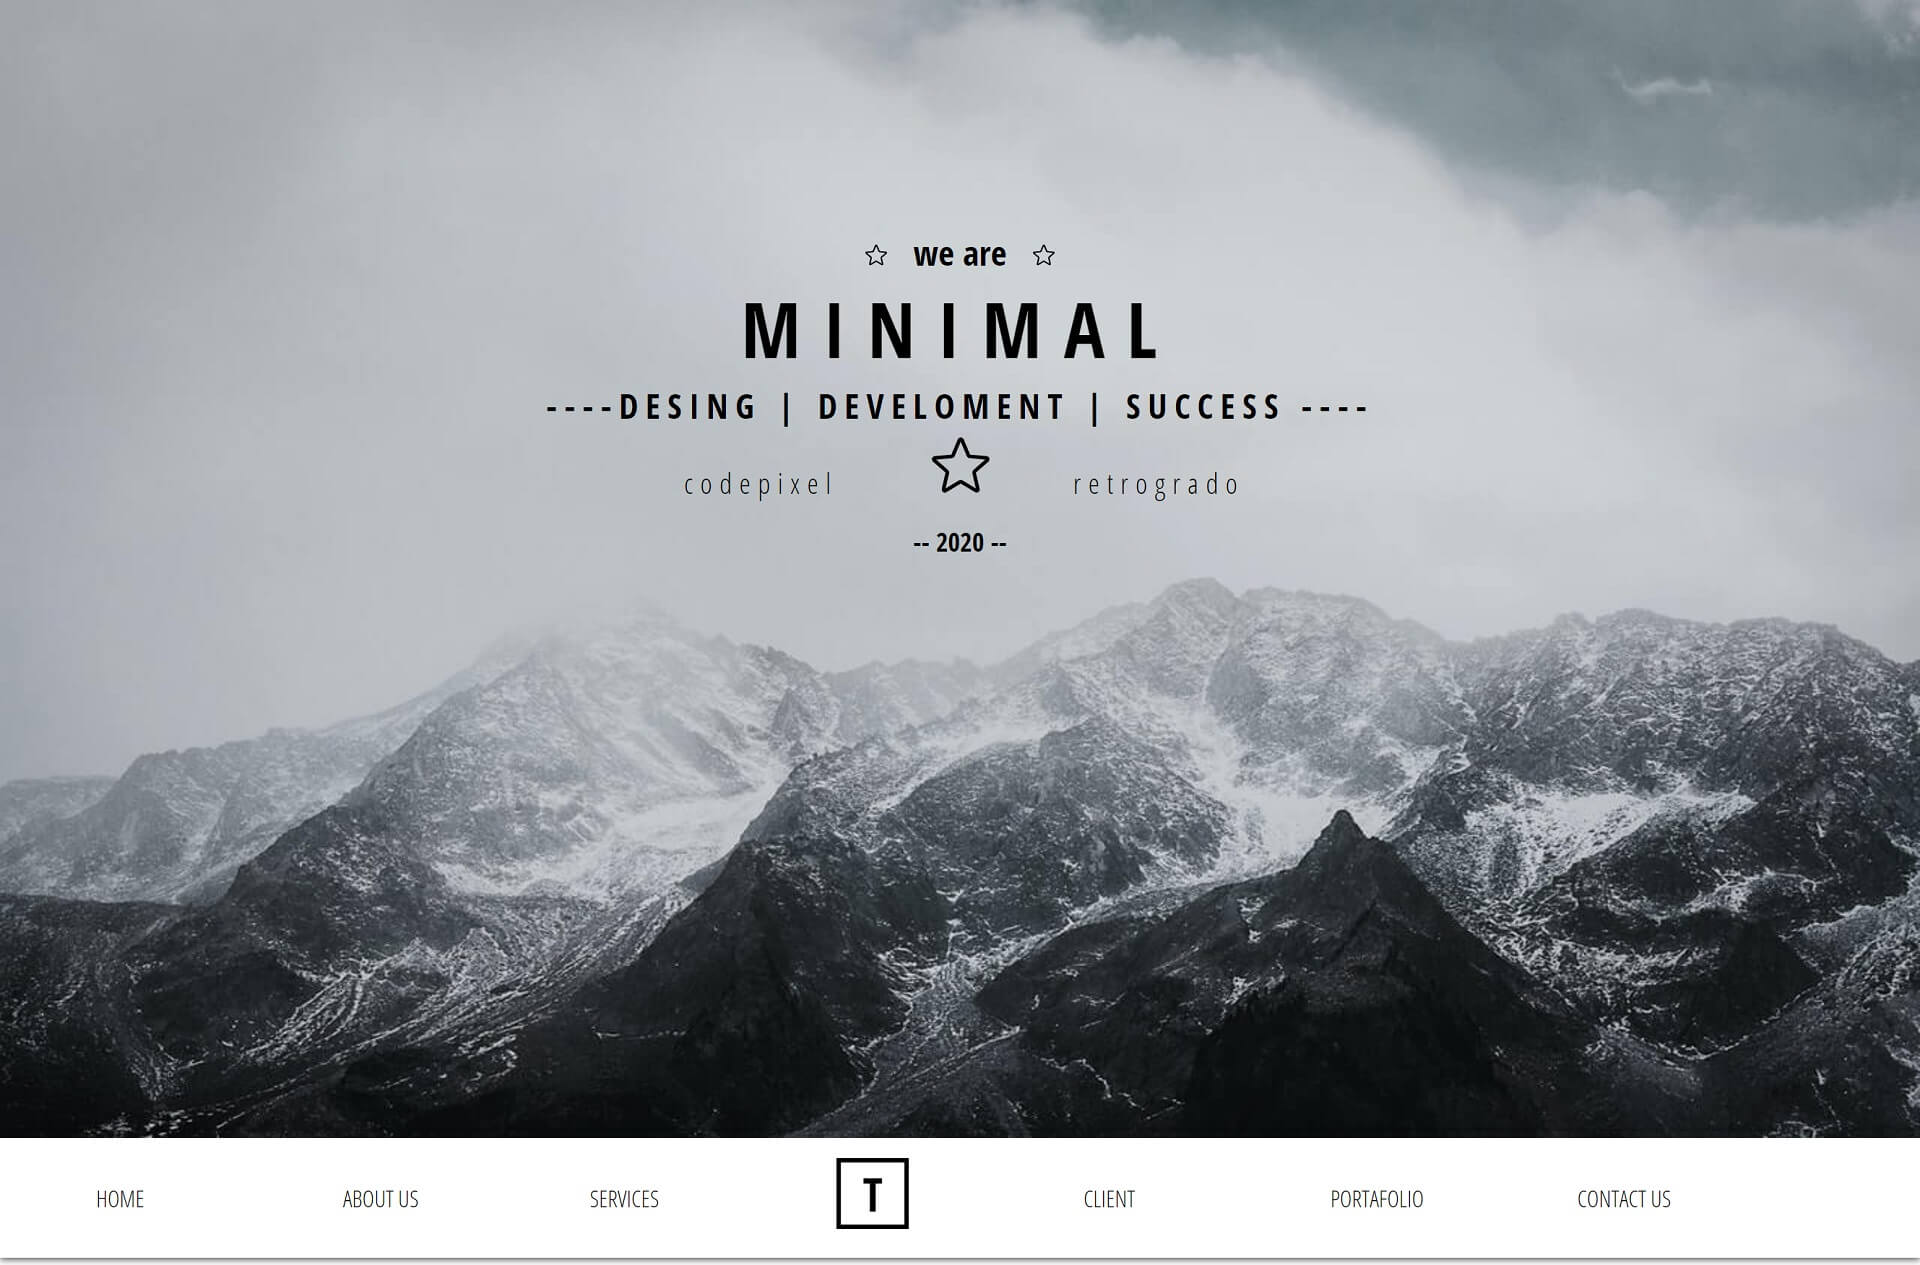 we are
MINIMAL
----DESING | DEVELOMENT | SUCCESS ----
codepixel retrogrado
-- 2020 --
HOME ABOUT US SERVICES T CLIENT PORTAFOLIO CONTACT US